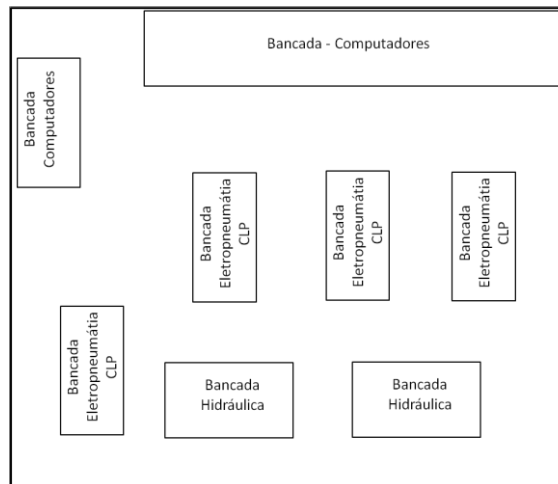 Bancada - Computadores
Bancada
Computadores
Bancada
Eletropneumátia
CLP
Bancada
Eletropneumátia
CLP
Bancada
Eletropneumátia
CLP
Bancada
Eletropneumátia
CLP
Bancada
Hidráulica
Bancada
Hidráulica